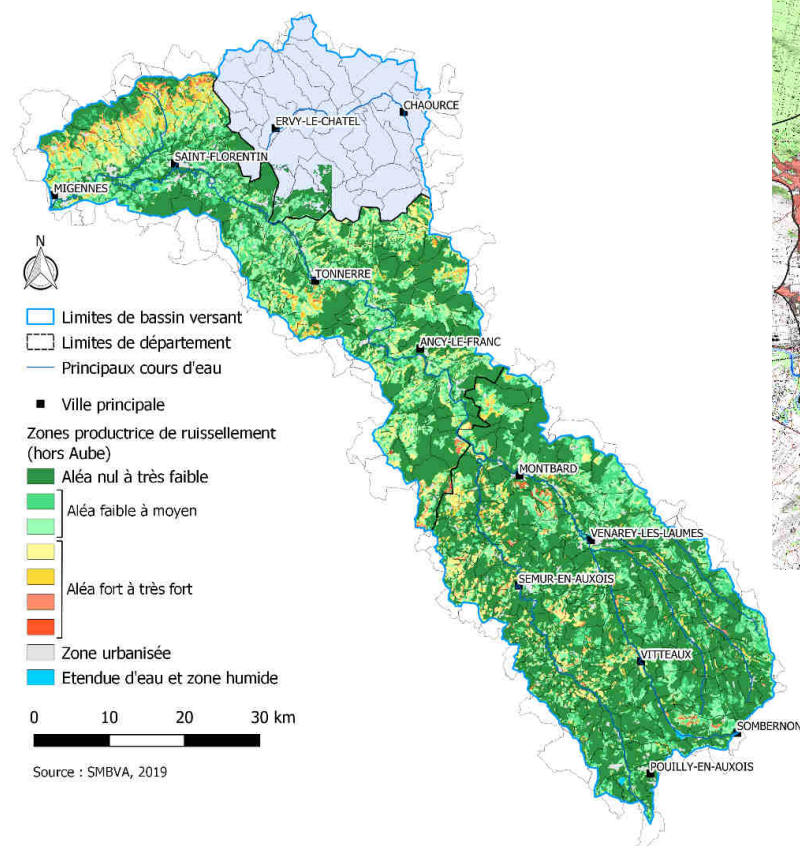 CHAOURCE
ERVY-LE-CHATEL
SAINT-FLORENTIN
MIGENNES
N
TONNERRE
Limites de bassin versant
Limites de département
ANCY-LE-FRANC
Principaux cours d'eau
Ville principale
Zones productrice de ruissellement
(hors Aube)
Aléa nul à très faible
MONTBARD
Aléa faible à moyen
VENAREY-LES-LAUMES
SEMUR-EN-AUXOIS
Aléa fort à très fort
Zone urbanisée
VITTEAUX
Etendue d'eau et zone humide
0 10 20 30 km
SOMBERNON
Source : SMBVA, 2019
POUILLY-EN-AUXOIS